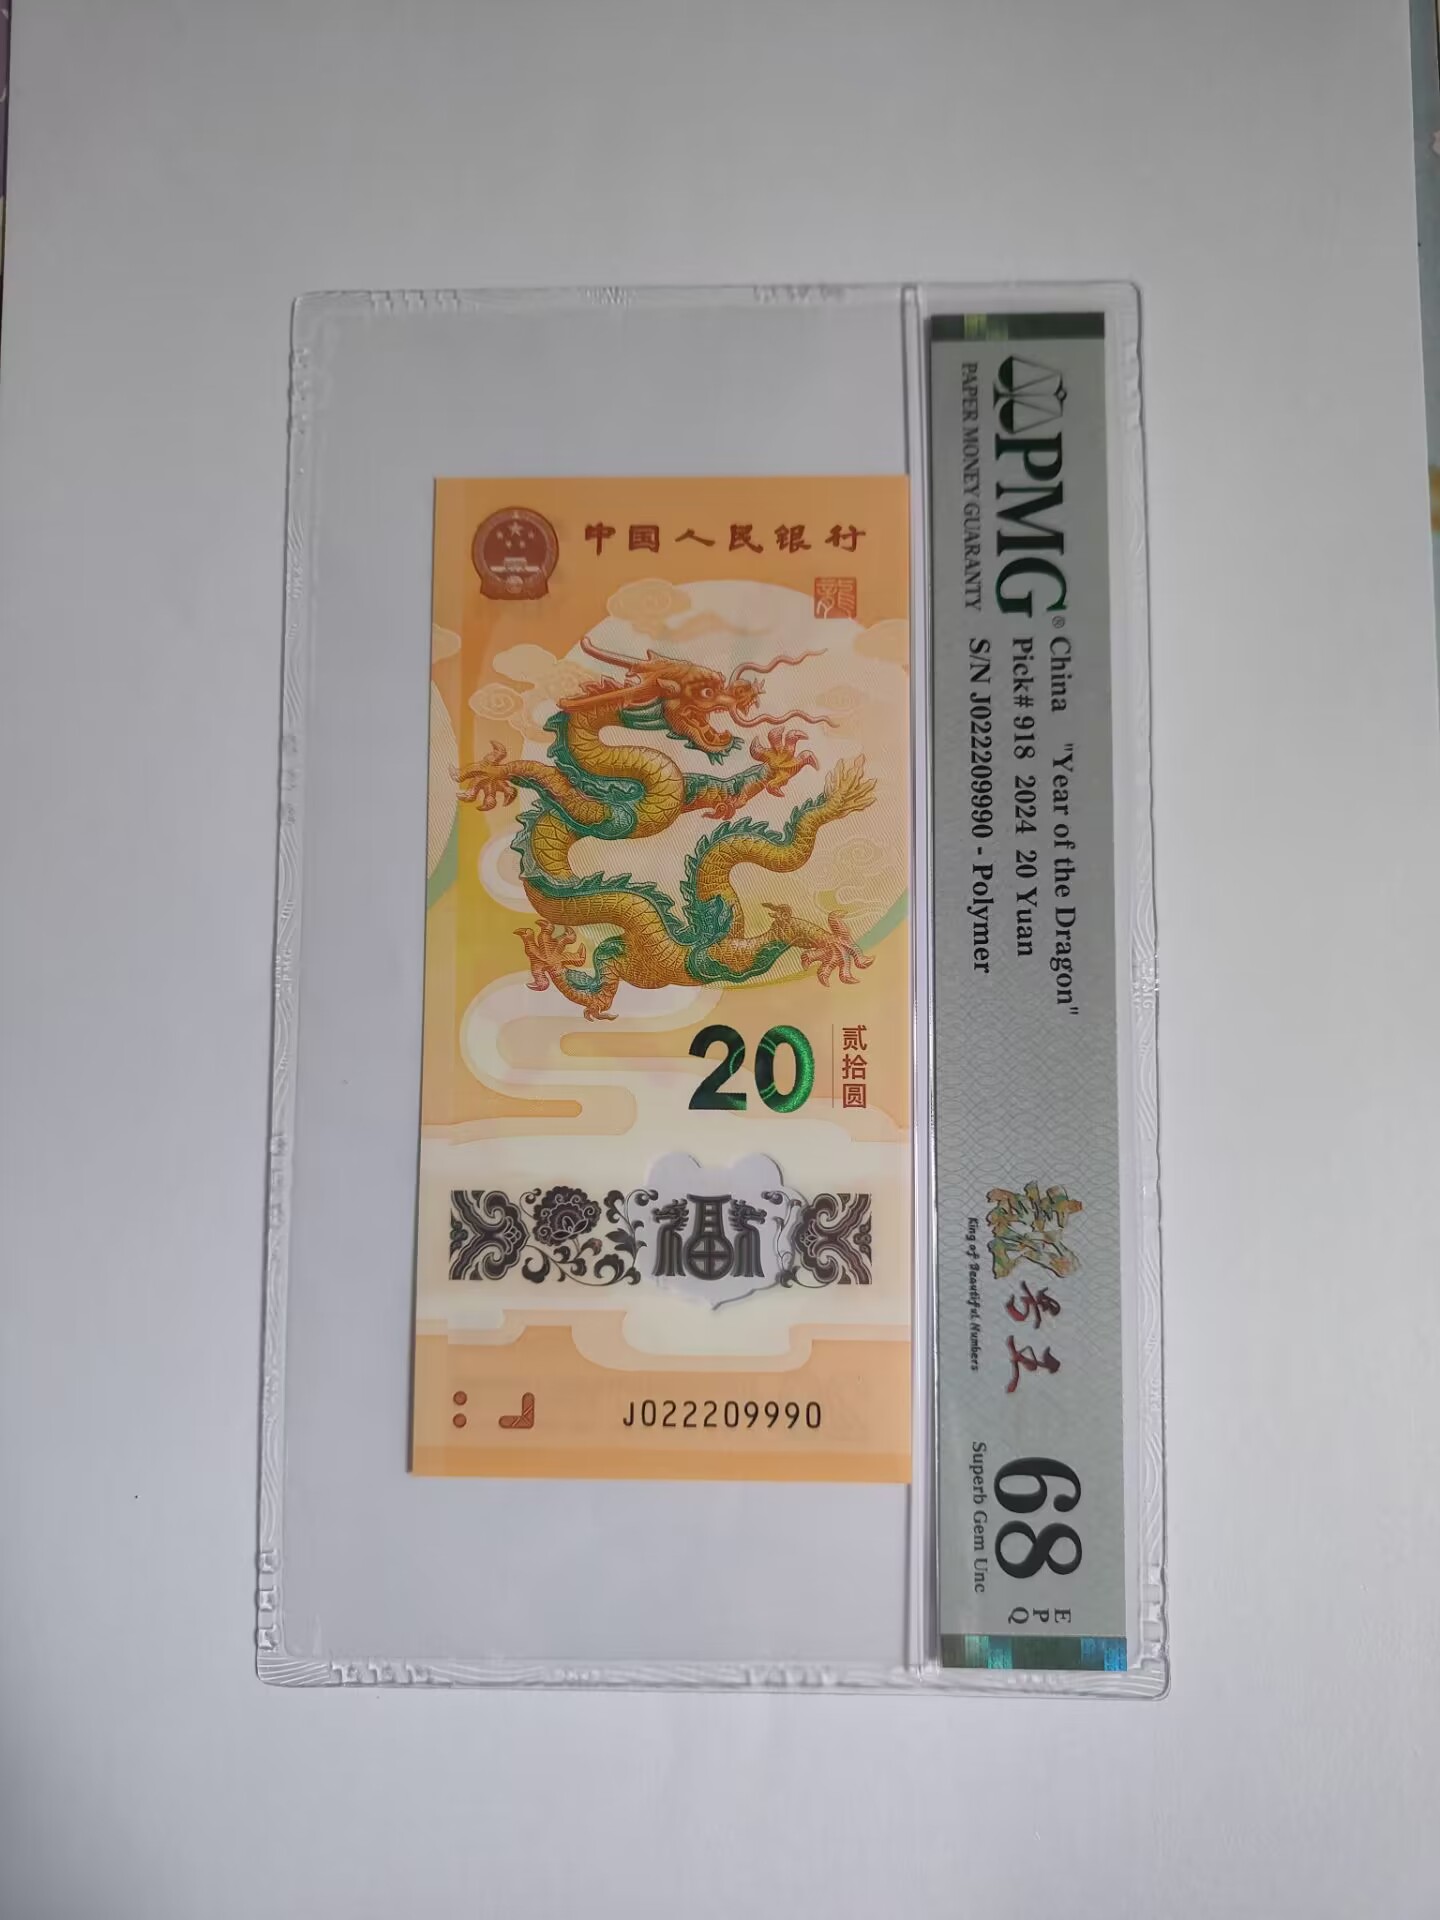 中国人民银行
龍
20
贰拾圆
福
J022209990
PMG®
PAPER MONEY GUARANTY
China "Year of the Dragon"
Pick# 918 2024 20 Yuan
S/N J022209990 - Polymer
靓号王
King of Beautiful Numbers
68
EPQ
Superb Gem Unc